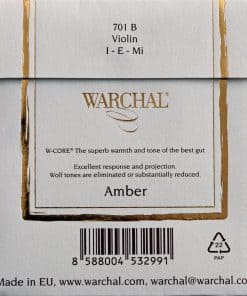 701 B
Violin
I - E - Mi
WARCHAL®
W-CORE® The superb warmth and tone of the best gut
Excellent response and projection.
Wolf tones are eliminated or substantially reduced.
Amber
22
PAP
8 588004 532991
Made in EU, www.warchal.com, warchal@warchal.com